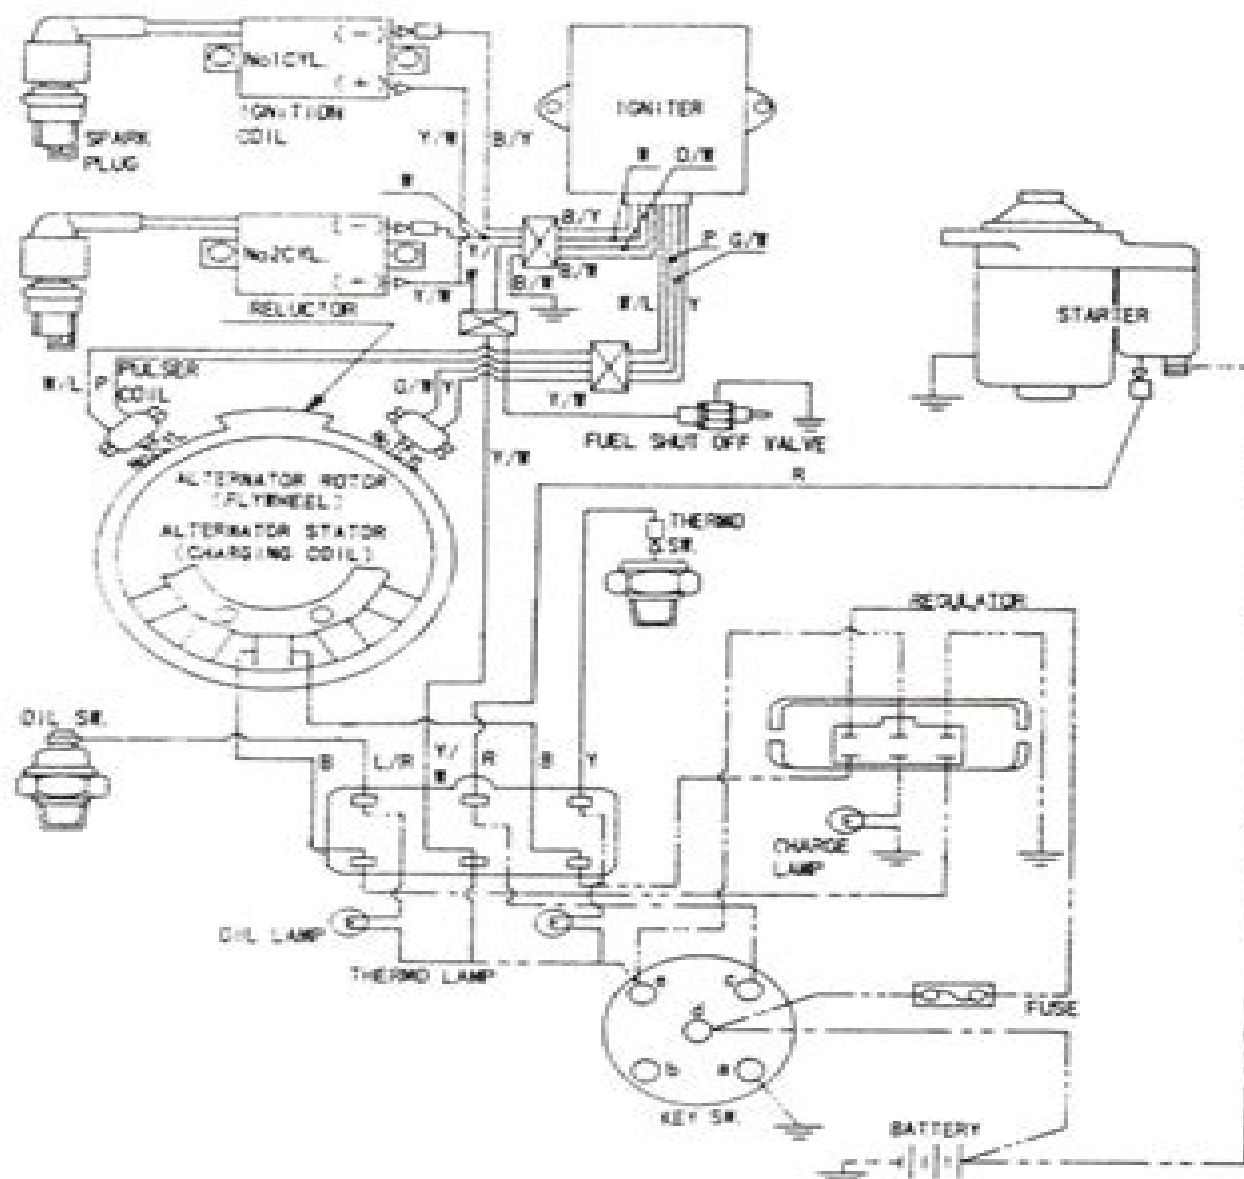 No1CYL.
(-)
(+)
IGNITION
COIL
SPARK
PLUG
Y/W
B/Y
IGNITER
W
O/W
W
No2CYL.
(-)
(+)
B/Y
B/W
B/W
P
G/W
Y/
W
Y/W
W/L
Y
STARTER
RELUCTOR
PULSER
COIL
W/L
P
Y
Y/W
FUEL SHUT OFF VALVE
Y/W
R
ALTERNATOR ROTOR
(FLYWHEEL)
ALTERNATOR STATOR
(CHARGING COIL)
THERMO
SW.
REGULATOR
OIL SW.
B
L/R
Y/
W
R
B
Y
CHARGE
LAMP
OIL LAMP
THERMO LAMP
FUSE
b
KEY SW.
BATTERY